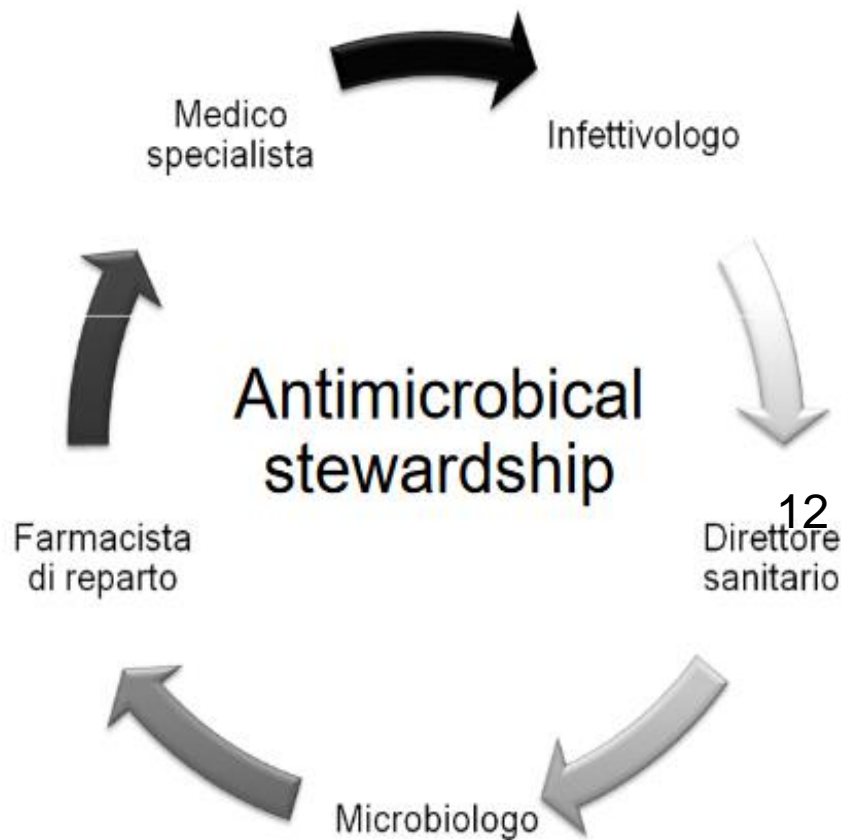 Medico
specialista
Infettivologo
Antimicrobical
stewardship
12
Direttore
sanitario
Farmacista
di reparto
Microbiologo